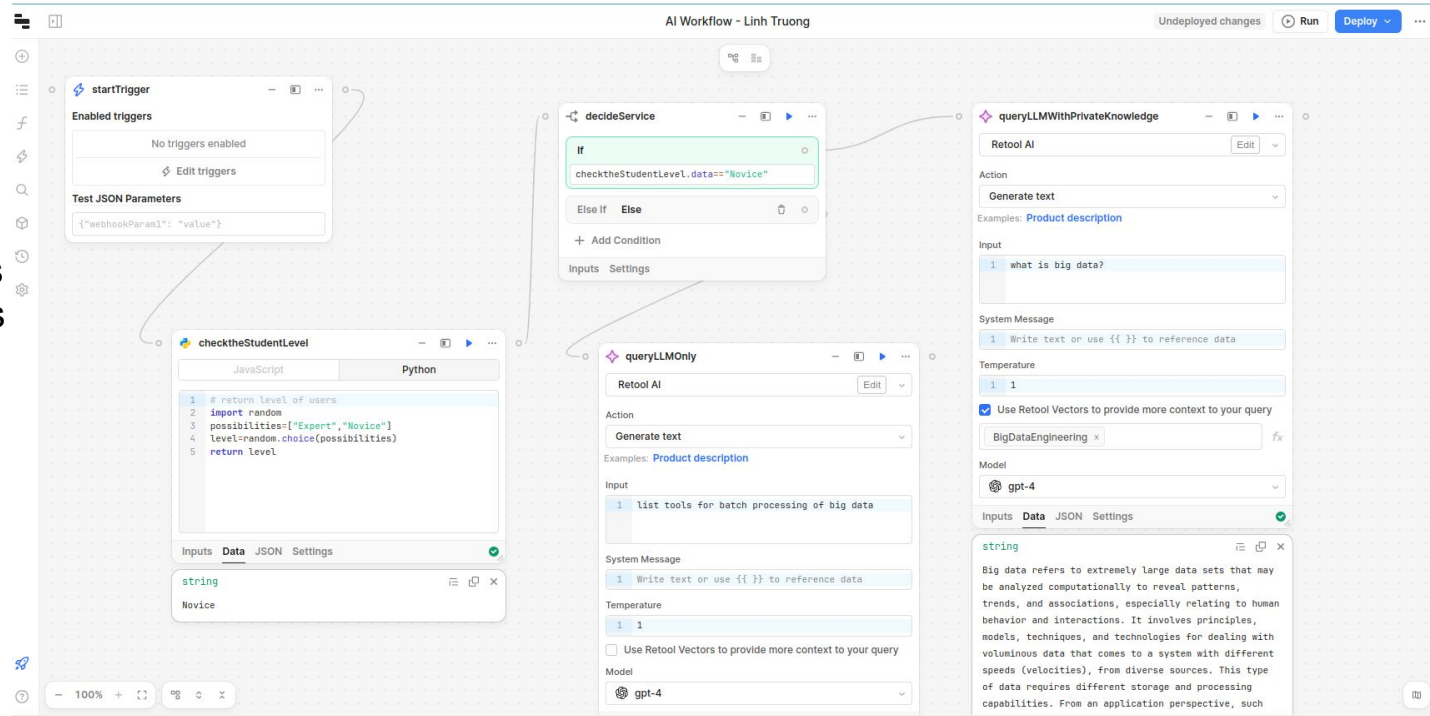 AI Workflow - Linh Truong
Undeployed changes
Run
Deploy
startTrigger
Enabled triggers
No triggers enabled
Edit triggers
Test JSON Parameters
{"webhookParam1": "value"}
s
s
checktheStudentLevel
JavaScript
Python
1 # return level of users
2 import random
3 possibilities=["Expert","Novice"]
4 level=random.choice(possibilities)
5 return level
Inputs Data JSON Settings
string
Novice
decideService
If
checktheStudentLevel.data=="Novice"
Else If Else
+ Add Condition
Inputs Settings
queryLLMOnly
Retool AI
Edit
Action
Generate text
Examples: Product description
Input
1 list tools for batch processing of big data
System Message
1 Write text or use {{ }} to reference data
Temperature
1 1
Use Retool Vectors to provide more context to your query
Model
gpt-4
queryLLMWithPrivateKnowledge
Retool AI
Edit
Action
Generate text
Examples: Product description
Input
1 what is big data?
System Message
1 Write text or use {{ }} to reference data
Temperature
1 1
Use Retool Vectors to provide more context to your query
BigDataEngineering ×
fx
Model
gpt-4
Inputs Data JSON Settings
string
Big data refers to extremely large data sets that may
be analyzed computationally to reveal patterns,
trends, and associations, especially relating to human
behavior and interactions. It involves principles,
models, techniques, and technologies for dealing with
voluminous data that comes to a system with different
speeds (velocities), from diverse sources. This type
of data requires different storage and processing
capabilities. From an application perspective, such
− 100% +